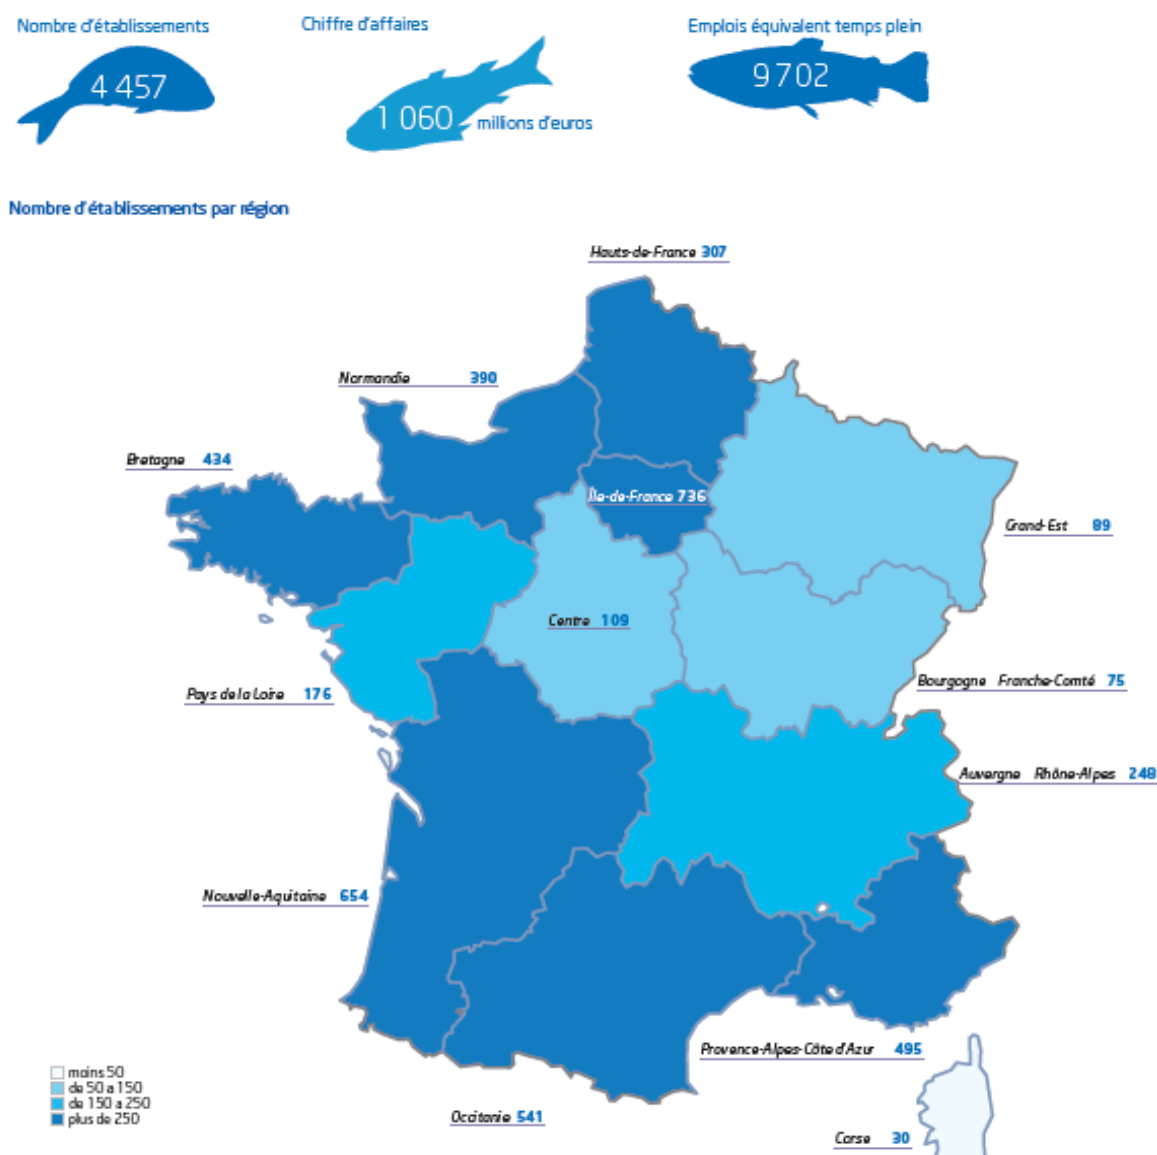 Nombre d'établissements
Chiffre d'affaires
Emplois équivalent temps plein
4 457
1 060 millions d'euros
9 702
Nombre d'établissements par région
Hauts-de-France 307
Normandie 390
Bretagne 434
Île-de-France 736
Grand-Est 89
Centre 109
Bourgogne Franche-Comté 75
Pays de la Loire 176
Auvergne Rhône-Alpes 248
Nouvelle-Aquitaine 654
Provence-Alpes-Côte d'Azur 495
moins 50
de 50 a 150
de 150 a 250
plus de 250
Occitanie 541
Corse 30